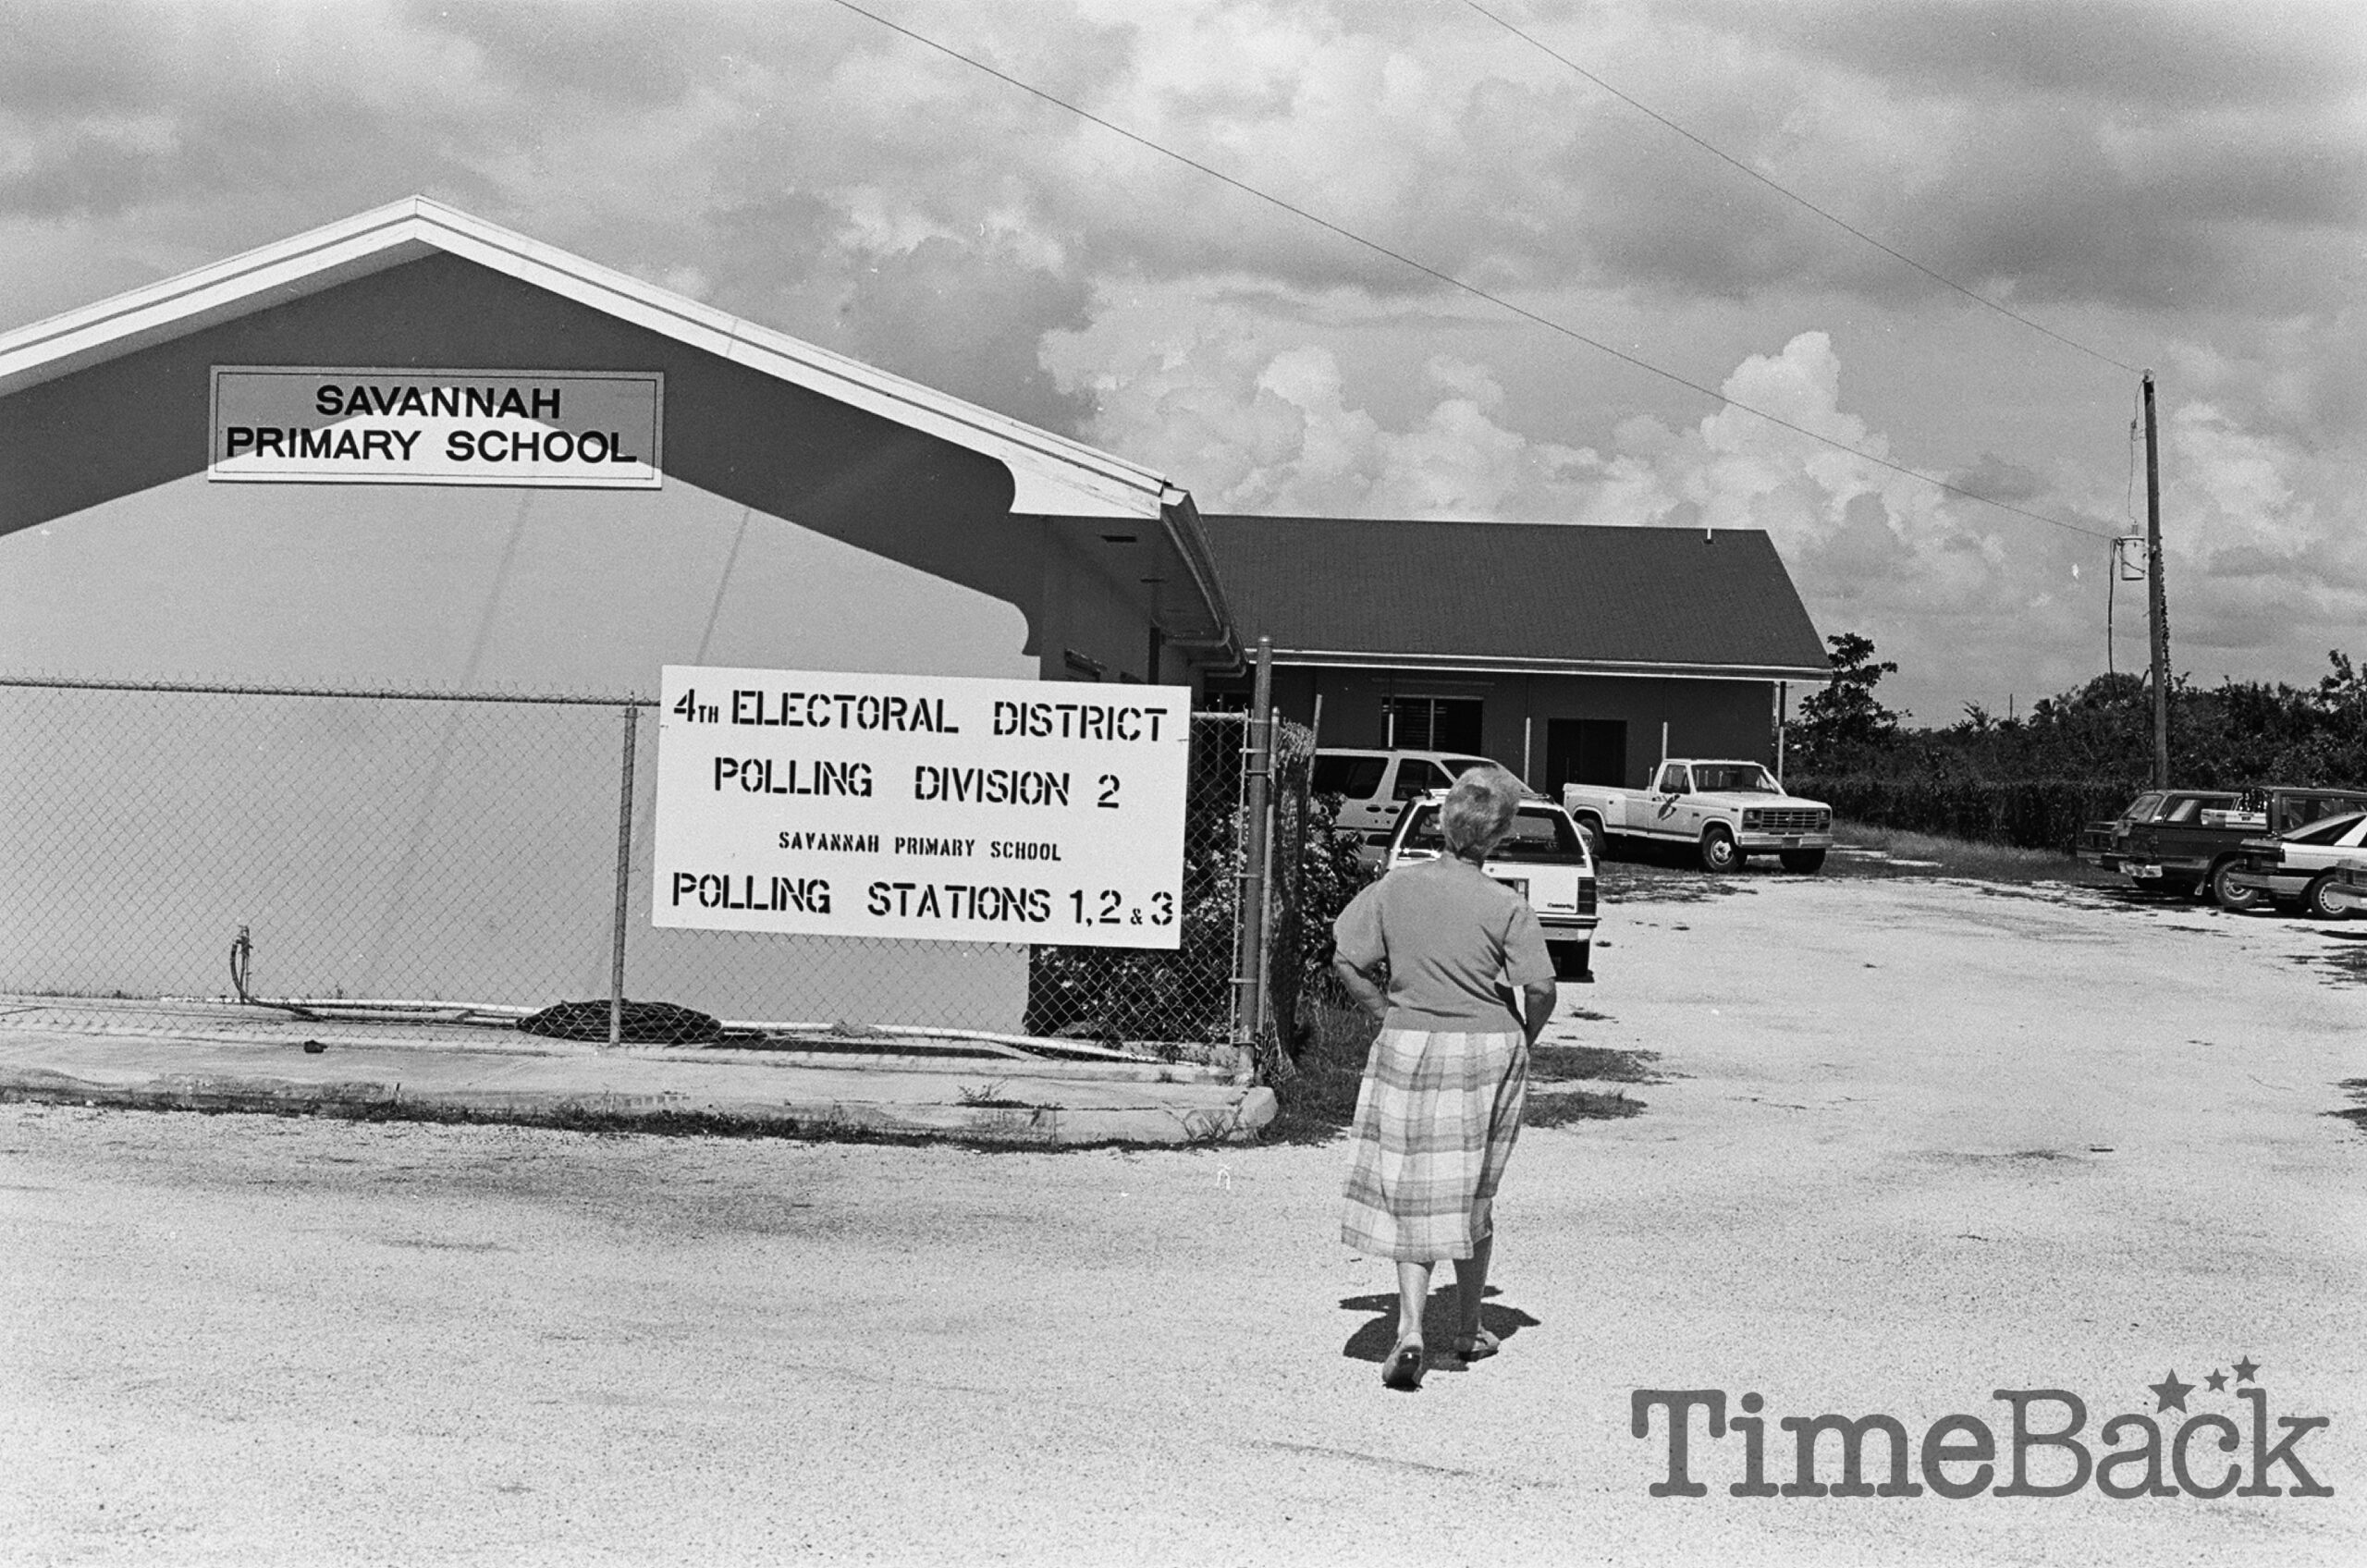 SAVANNAH
PRIMARY SCHOOL
4TH ELECTORAL DISTRICT
POLLING DIVISION 2
SAVANNAH PRIMARY SCHOOL
POLLING STATIONS 1,2 & 3
TimeBack